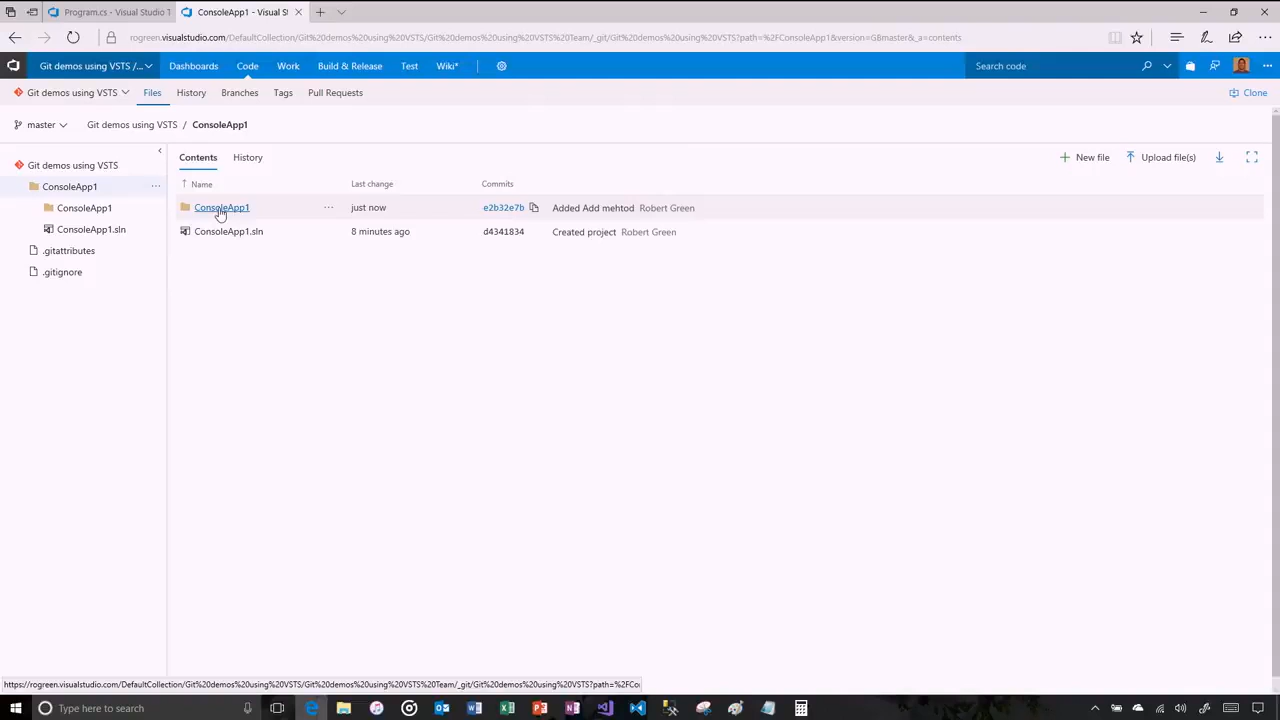 Program.cs - Visual Studio T
ConsoleApp1 - Visual St
rogreen.visualstudio.com/DefaultCollection/Git%20demos%20using%20VSTS/Git%20demos%20using%20VSTS%20Team/_git/Git%20demos%20using%20VSTS?path=%2FConsoleApp1&version=GBmaster&_a=contents
Git demos using VSTS /...
Dashboards
Code
Work
Build & Release
Test
Wiki*
Search code
Git demos using VSTS
Files
History
Branches
Tags
Pull Requests
Clone
master
Git demos using VSTS / ConsoleApp1
Git demos using VSTS
ConsoleApp1
ConsoleApp1
ConsoleApp1.sln
.gitattributes
.gitignore
Contents
History
New file
Upload file(s)
Name
Last change
Commits
ConsoleApp1
just now
e2b32e7b
Added Add mehtod Robert Green
ConsoleApp1.sln
8 minutes ago
d4341834
Created project Robert Green
https://rogreen.visualstudio.com/DefaultCollection/Git%20demos%20using%20VSTS/Git%20demos%20using%20VSTS%20Team/_git/Git%20demos%20using%20VSTS?path=%2FCo
Type here to search